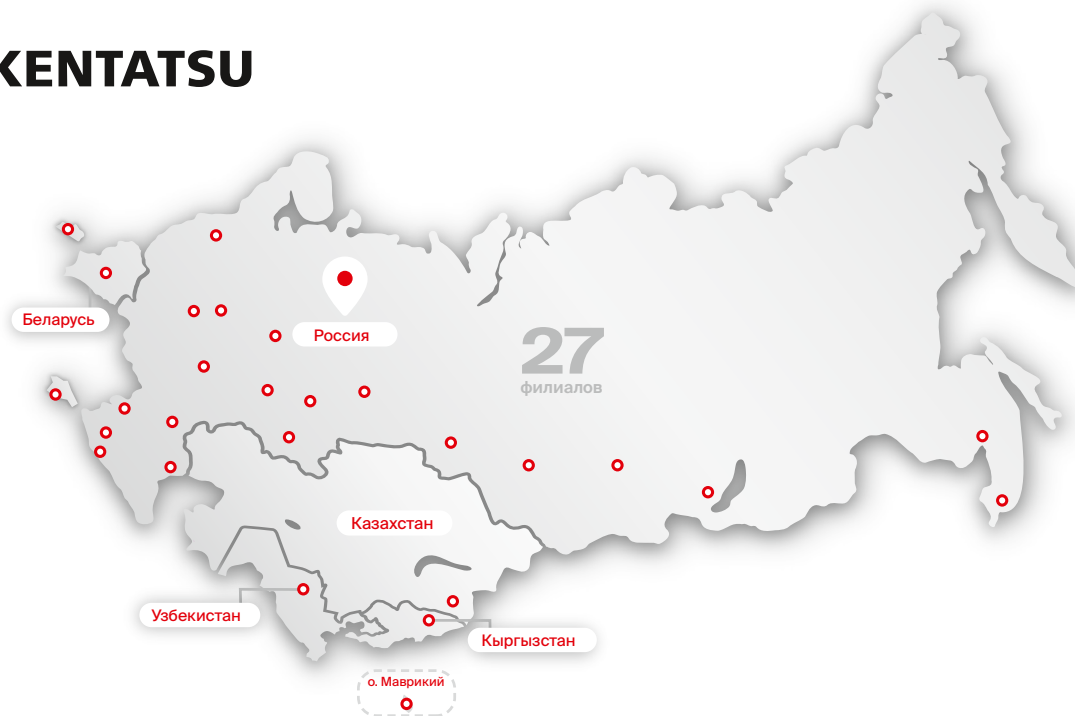 KENTATSU
Беларусь
Россия
27
филиалов
Казахстан
Узбекистан
Кыргызстан
о. Маврикий